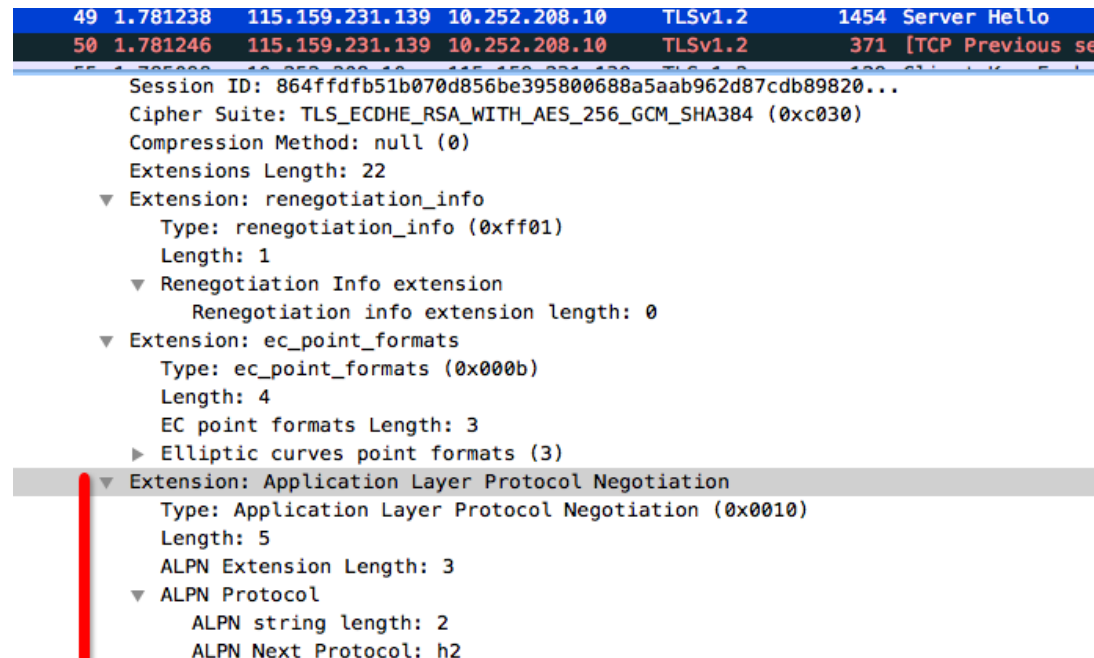 49 1.781238 115.159.231.139 10.252.208.10 TLSv1.2 1454 Server Hello
50 1.781246 115.159.231.139 10.252.208.10 TLSv1.2 371 [TCP Previous se
Session ID: 864ffdfb51b070d856be395800688a5aab962d87cdb89820...
Cipher Suite: TLS_ECDHE_RSA_WITH_AES_256_GCM_SHA384 (0xc030)
Compression Method: null (0)
Extensions Length: 22
Extension: renegotiation_info
Type: renegotiation_info (0xff01)
Length: 1
Renegotiation Info extension
Renegotiation info extension length: 0
Extension: ec_point_formats
Type: ec_point_formats (0x000b)
Length: 4
EC point formats Length: 3
Elliptic curves point formats (3)
Extension: Application Layer Protocol Negotiation
Type: Application Layer Protocol Negotiation (0x0010)
Length: 5
ALPN Extension Length: 3
ALPN Protocol
ALPN string length: 2
ALPN Next Protocol: h2